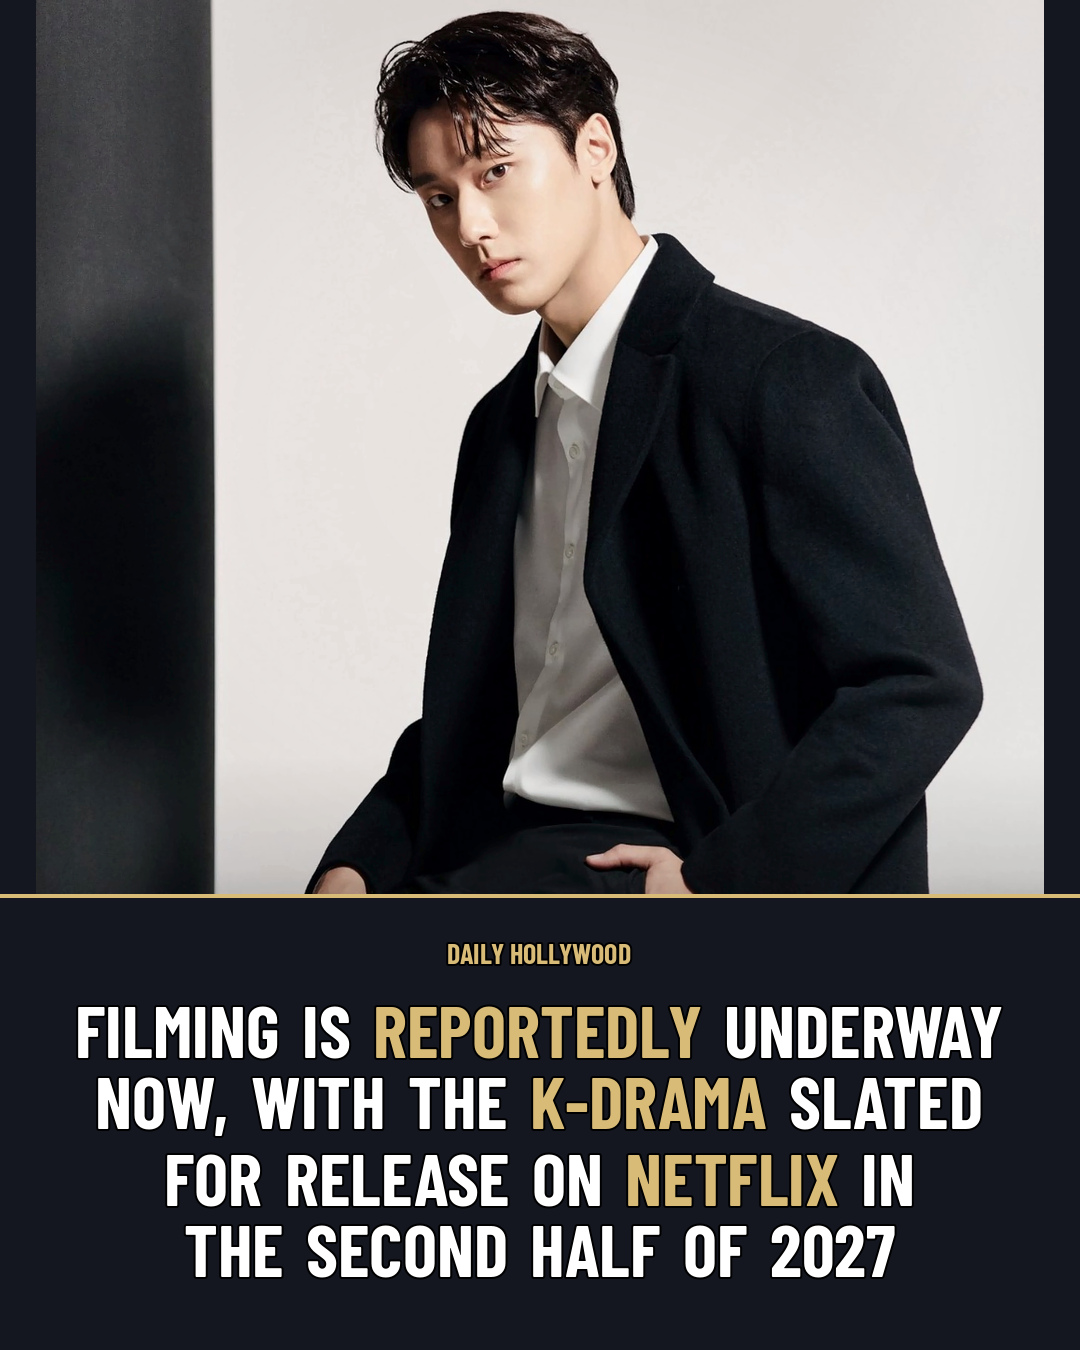 DAILY HOLLYWOOD
FILMING IS REPORTEDLY UNDERWAY
NOW, WITH THE K-DRAMA SLATED
FOR RELEASE ON NETFLIX IN
THE SECOND HALF OF 2027